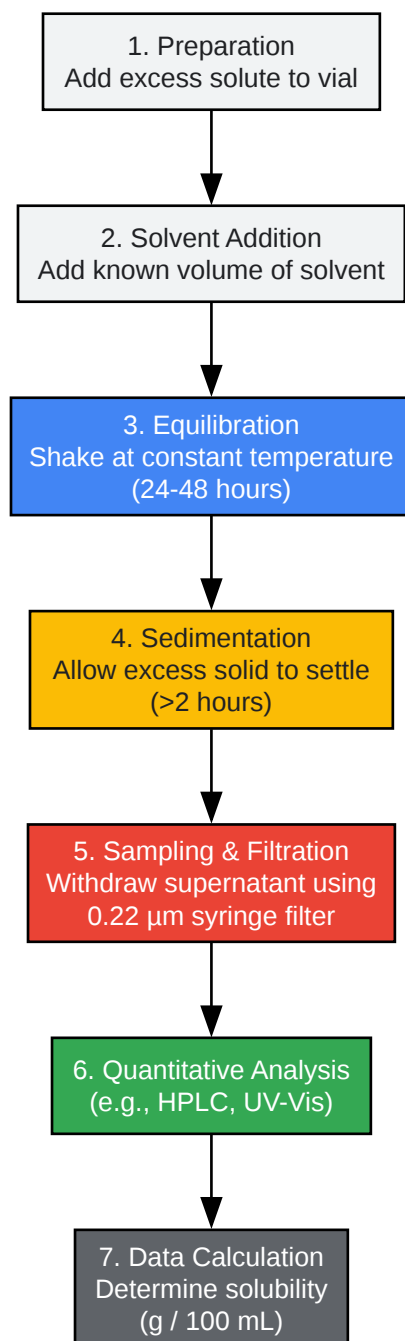 1. Preparation
Add excess solute to vial
2. Solvent Addition
Add known volume of solvent
3. Equilibration
Shake at constant temperature
(24-48 hours)
4. Sedimentation
Allow excess solid to settle
(>2 hours)
5. Sampling & Filtration
Withdraw supernatant using
0.22 µm syringe filter
6. Quantitative Analysis
(e.g., HPLC, UV-Vis)
7. Data Calculation
Determine solubility
(g / 100 mL)